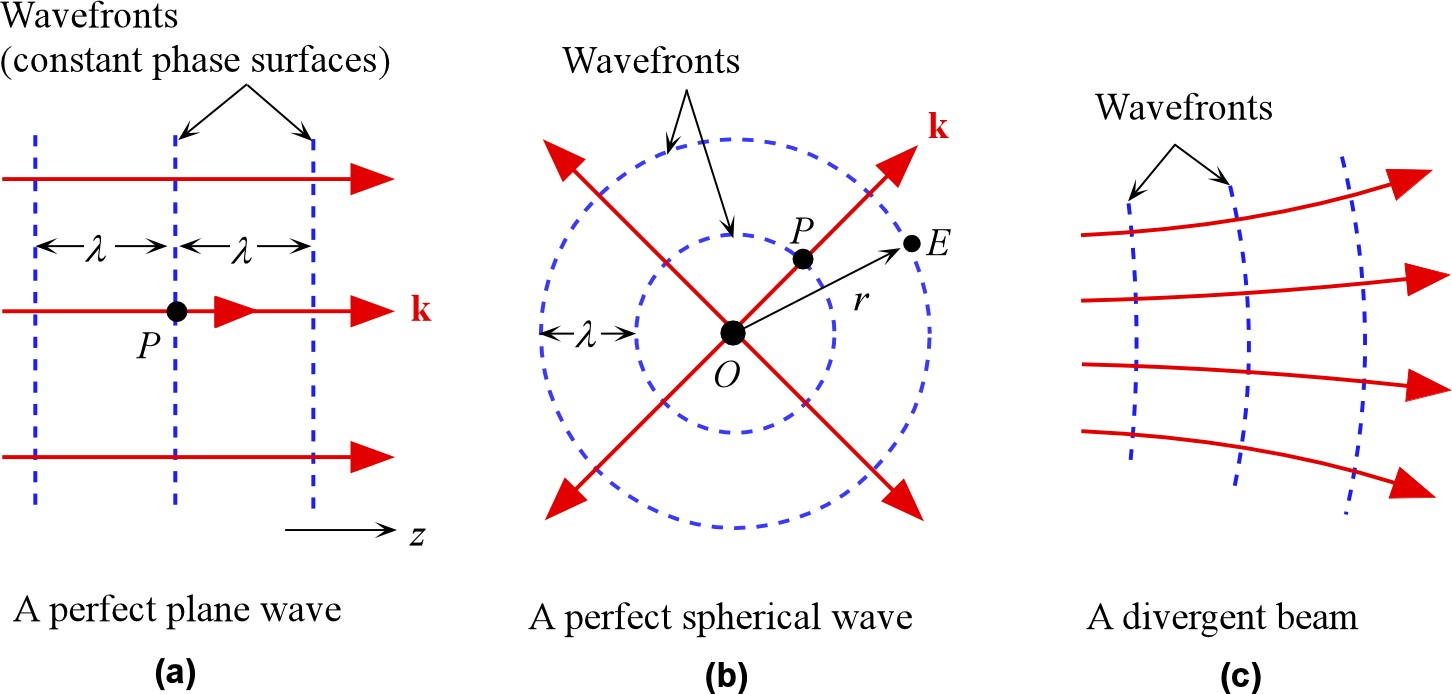 Wavefronts
(constant phase surfaces)
λ
λ
k
P
z
A perfect plane wave
(a)
Wavefronts
k
P
E
r
λ
O
A perfect spherical wave
(b)
Wavefronts
A divergent beam
(c)